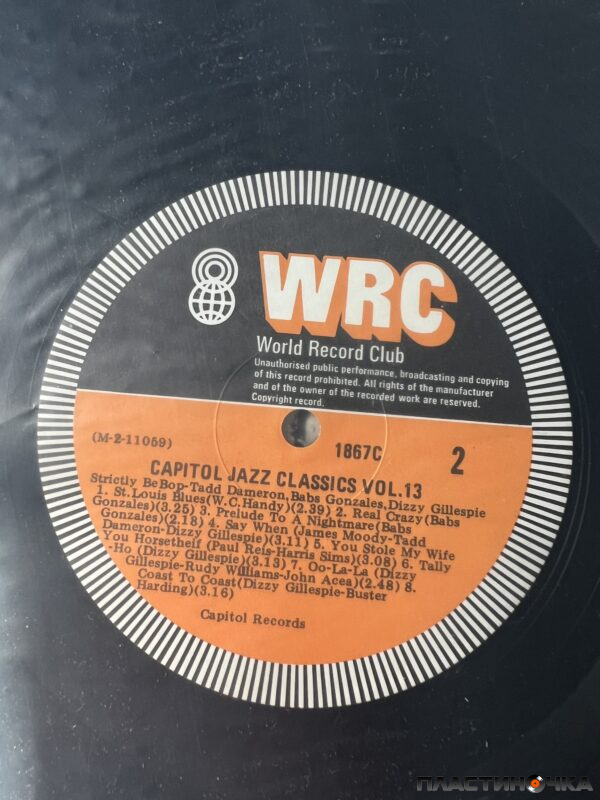 WRC
World Record Club
Unauthorised public performance, broadcasting and copying
of this record prohibited. All rights of the manufacturer
and of the owner of the recorded work are reserved.
Copyright record.
(M-2-11059)
1867C
2
CAPITOL JAZZ CLASSICS VOL.13
Strictly BeBop-Tadd Dameron,Babs Gonzales,Dizzy Gillespie
1. St.Louis Blues(W.C.Handy)(2.39) 2. Real Crazy(Babs
Gonzales)(3.25) 3. Prelude To A Nightmare(Babs
Gonzales)(2.18) 4. Say When (James Moody-Tadd
Dameron-Dizzy Gillespie)(3.11) 5. You Stole My Wife
You Horsetheif (Paul Reis-Harris Sims)(3.08) 6. Tally
-Ho (Dizzy Gillespie)(3.13) 7. Oo-La-La (Dizzy
Gillespie-Rudy Williams-John Acea)(2.48) 8.
Coast To Coast(Dizzy Gillespie-Buster
Harding)(3.16)
Capitol Records
ПЛАСТИНОЧКА